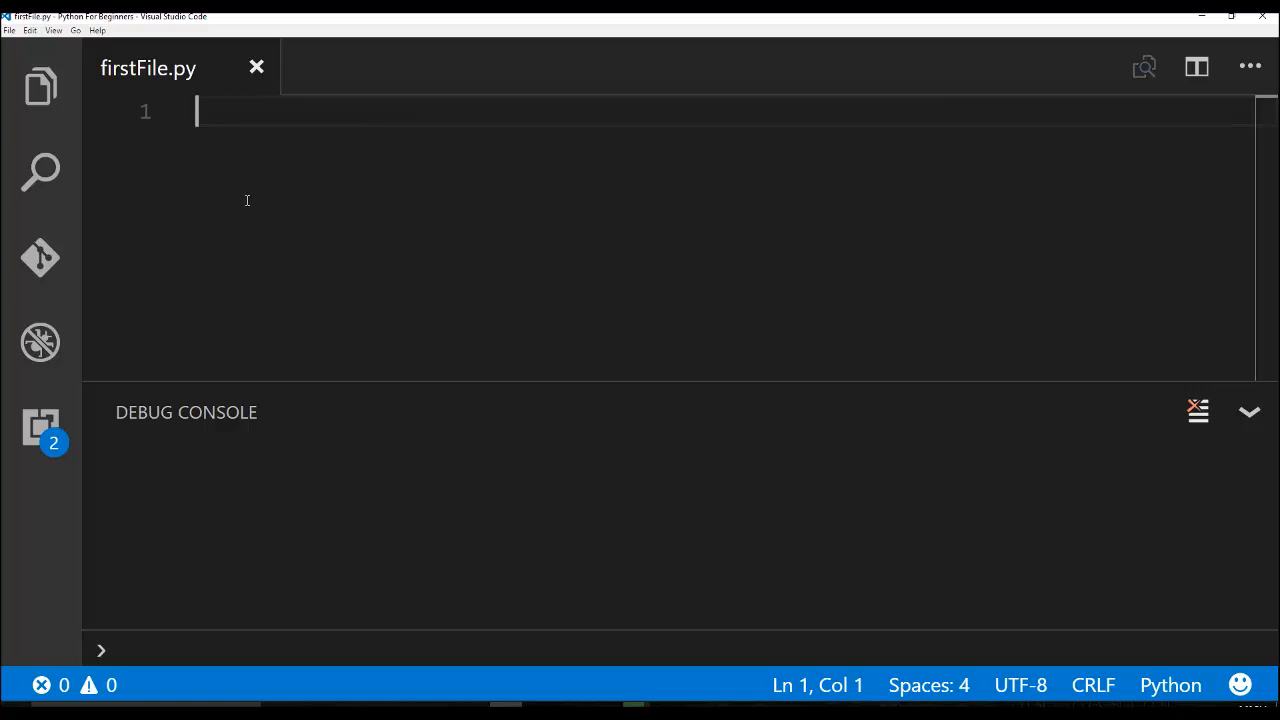 firstFile.py - Python For Beginners - Visual Studio Code
File Edit View Go Help
firstFile.py
1
DEBUG CONSOLE
2
0 0 Ln 1, Col 1 Spaces: 4 UTF-8 CRLF Python